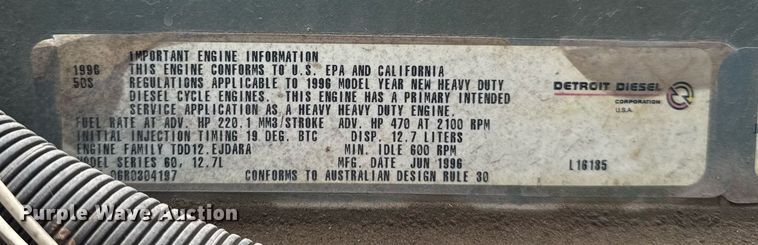 IMPORTANT ENGINE INFORMATION
1996 THIS ENGINE CONFORMS TO U.S. EPA AND CALIFORNIA
50S REGULATIONS APPLICABLE TO 1996 MODEL YEAR NEW HEAVY DUTY
DIESEL CYCLE ENGINES. THIS ENGINE HAS A PRIMARY INTENDED
SERVICE APPLICATION AS A HEAVY HEAVY DUTY ENGINE.
FUEL RATE AT ADV. HP 220.1 MM3/STROKE ADV. HP 470 AT 2100 RPM
INITIAL INJECTION TIMING 19 DEG. BTC DISP. 12.7 LITERS
ENGINE FAMILY TDD12.EJDARA MIN. IDLE 600 RPM
MODEL SERIES 60, 12.7L MFG. DATE JUN 1996
06R0304197 CONFORMS TO AUSTRALIAN DESIGN RULE 30
DETROIT DIESEL
CORPORATION
U.S.A.
L16135
Purple Wave Auction